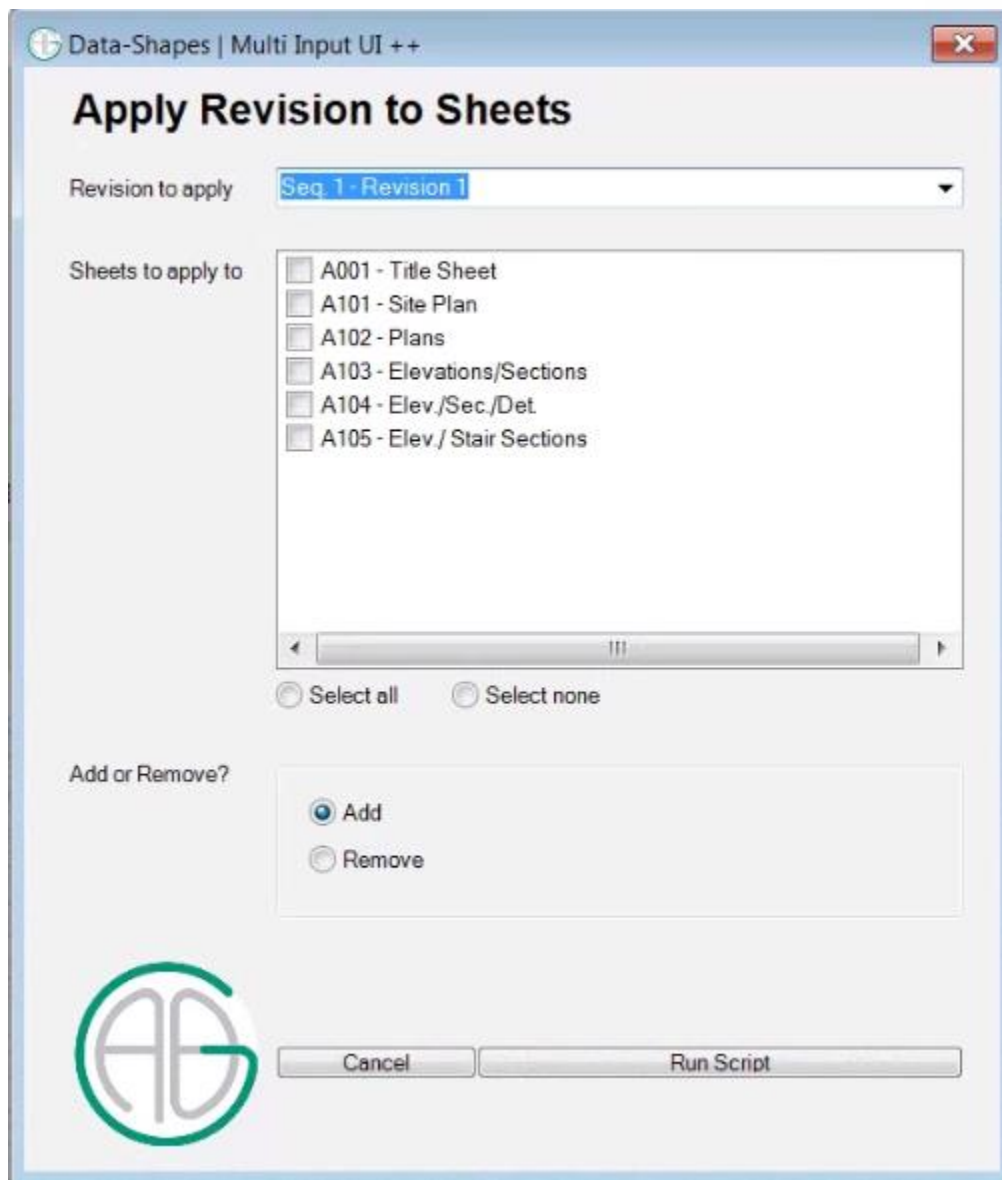 Data-Shapes | Multi Input UI ++
Apply Revision to Sheets
Revision to apply
Seq. 1 - Revision 1
Sheets to apply to
A001 - Title Sheet
A101 - Site Plan
A102 - Plans
A103 - Elevations/Sections
A104 - Elev./Sec./Det.
A105 - Elev./ Stair Sections
Select all
Select none
Add or Remove?
Add
Remove
Cancel
Run Script